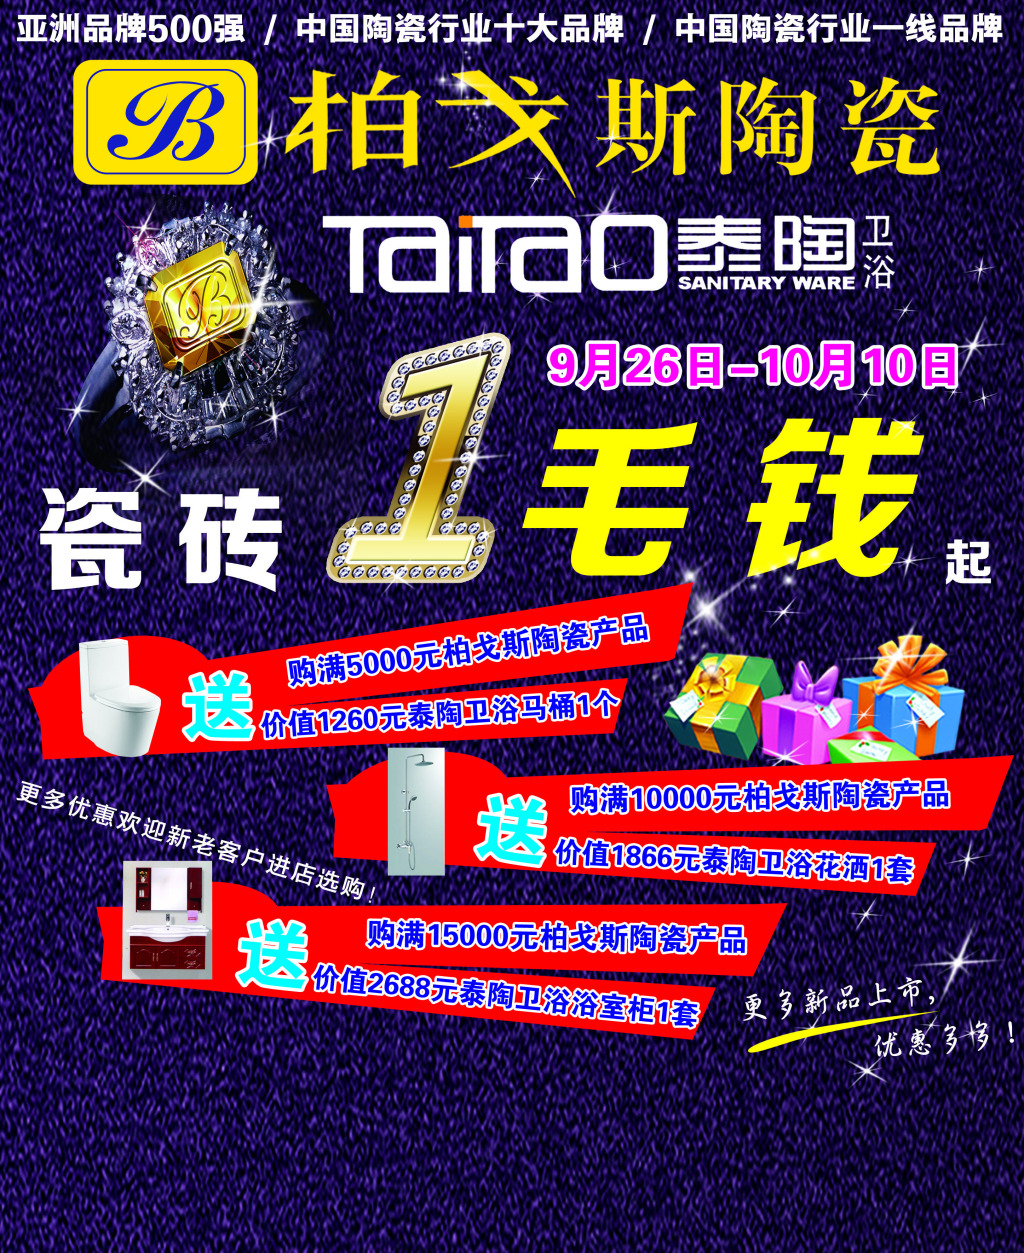 亚洲品牌500强 / 中国陶瓷行业十大品牌 / 中国陶瓷行业一线品牌
B 柏戈斯陶瓷
B
TaiTaO 泰陶 卫浴
SANITARY WARE
9月26日-10月10日
瓷砖1毛钱起
购满5000元柏戈斯陶瓷产品
送
价值1260元泰陶卫浴马桶1个
购满10000元柏戈斯陶瓷产品
送
价值1866元泰陶卫浴花洒1套
更多优惠欢迎新老客户进店选购!
购满15000元柏戈斯陶瓷产品
送
价值2688元泰陶卫浴浴室柜1套
更多新品上市,
优惠多多!